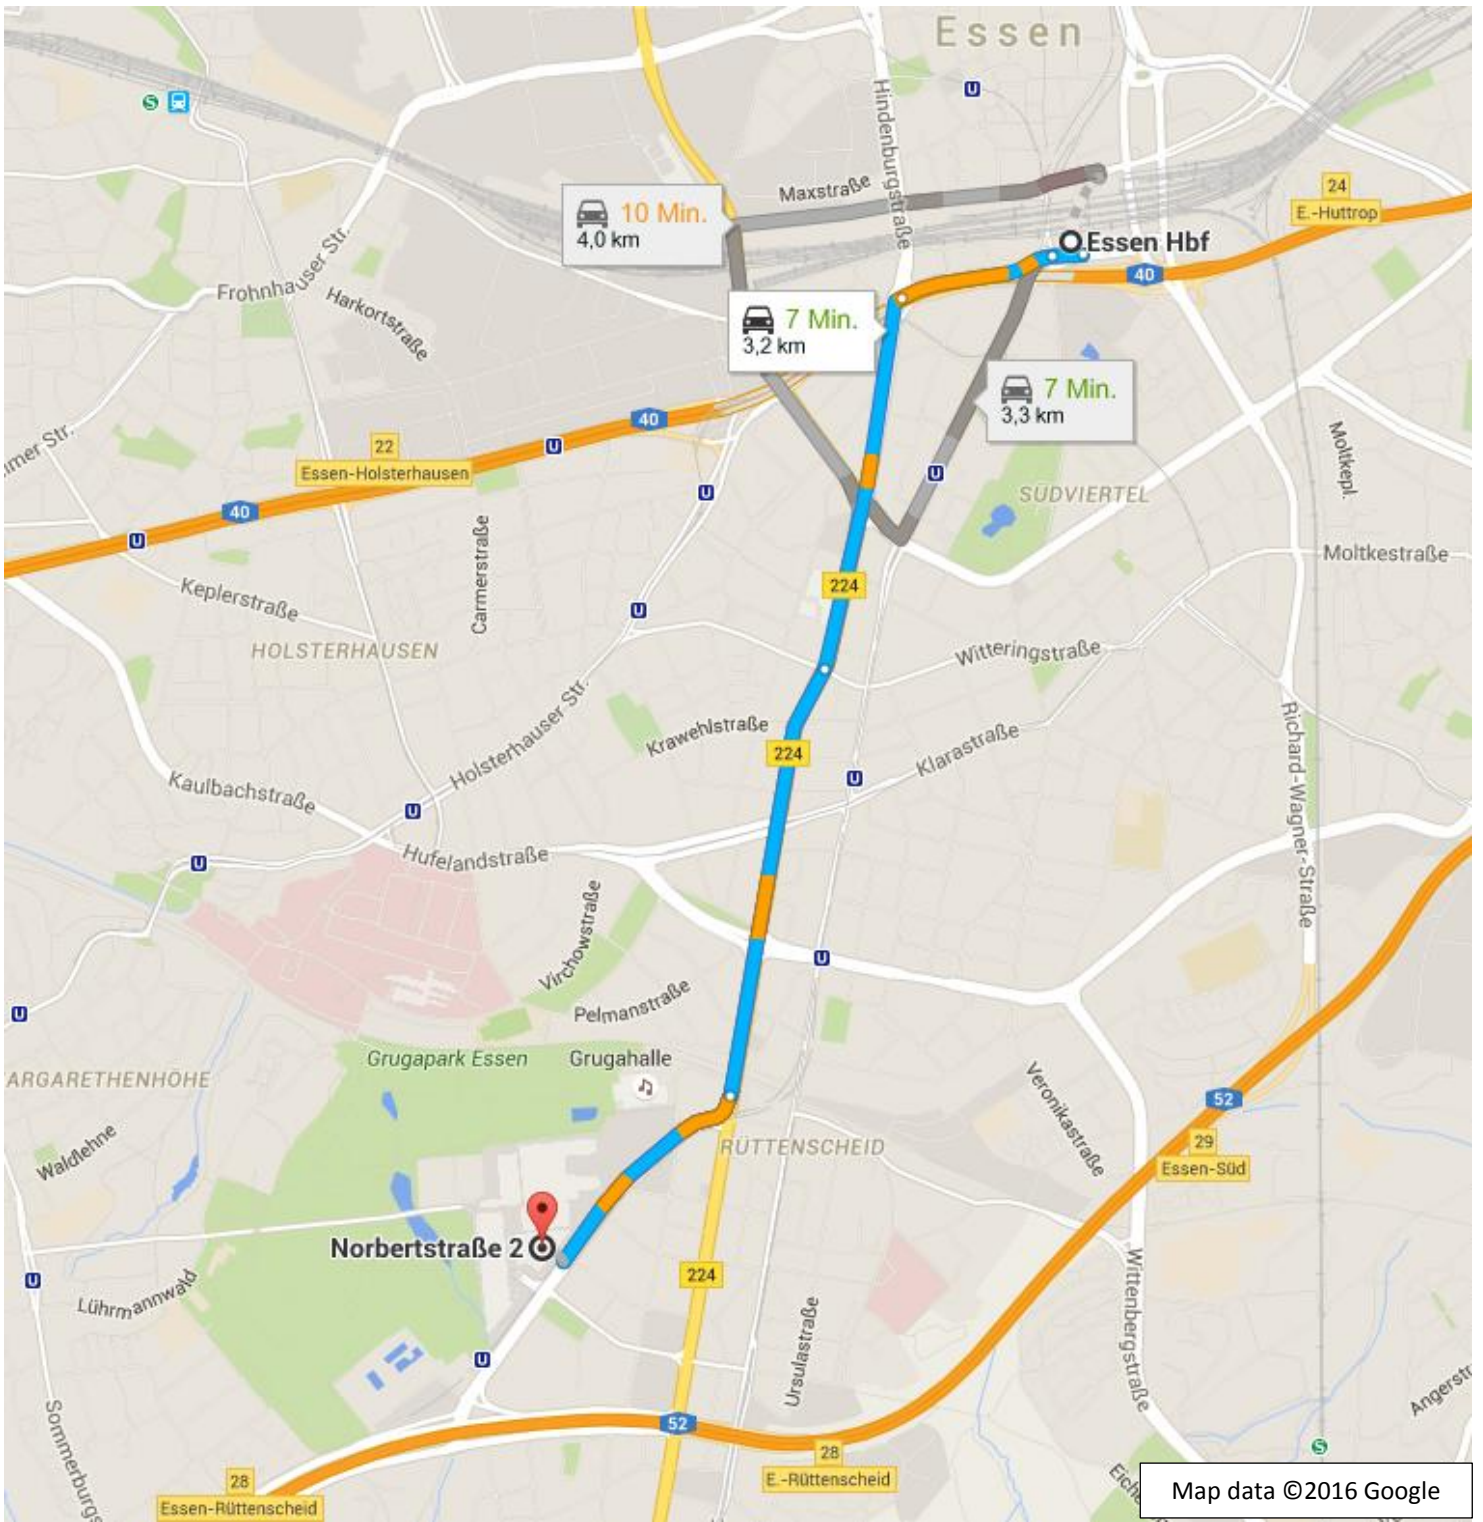 Essen
U
S
Hindenburgstraße
Maxstraße
24
E.-Huttrop
10 Min.
4,0 km
Essen Hbf
40
Frohnhauser Str.
Harkortstraße
7 Min.
3,2 km
7 Min.
3,3 km
40
22
Essen-Holsterhausen
U
U
U
Moltkepl.
SÜDVIERTEL
40
U
Carmerstraße
Moltkestraße
Keplerstraße
224
U
HOLSTERHAUSEN
Witteringstraße
Holsterhauser Str.
Krawehlstraße
224
Klarastraße
Richard-Wagner-Straße
U
Kaulbachstraße
U
Hufelandstraße
U
Virchowstraße
U
Pelmanstraße
U
Grugapark Essen
Grugahalle
ARGARETHENHÖHE
Veronikastraße
52
Waldlehne
RÜTTENSCHEID
29
Essen-Süd
Norbertstraße 2
224
Wittenbergstraße
U
Lührmannwald
Ursulastraße
U
Angerstr
Sommerburgs
52
S
28
E.-Rüttenscheid
28
Essen-Rüttenscheid
Map data ©2016 Google